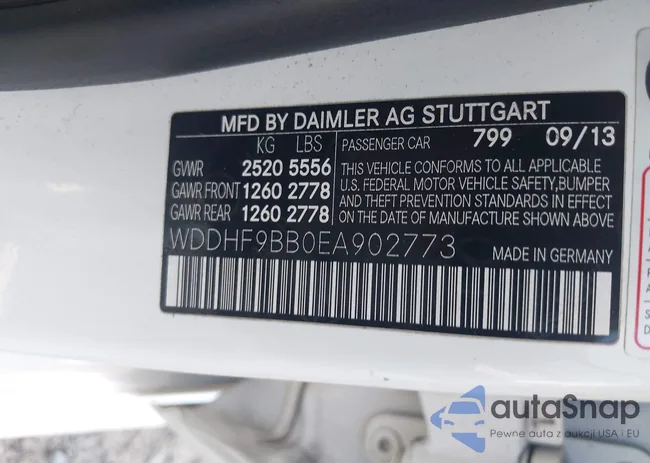 MFD BY DAIMLER AG STUTTGART
KG LBS
GVWR 2520 5556
GAWR FRONT 1260 2778
GAWR REAR 1260 2778
PASSENGER CAR 799 09/13
THIS VEHICLE CONFORMS TO ALL APPLICABLE
U.S. FEDERAL MOTOR VEHICLE SAFETY,BUMPER
AND THEFT PREVENTION STANDARDS IN EFFECT
ON THE DATE OF MANUFACTURE SHOWN ABOVE
WDDHF9BB0EA902773 MADE IN GERMANY
autaSnap
Pewne auta z aukcji USA i EU